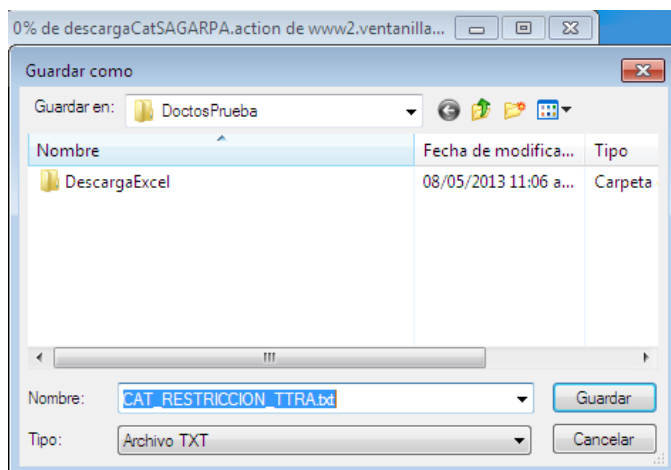 0% de descargaCatSAGARPA.action de www2.ventanilla...
Guardar como
Guardar en: DoctosPrueba
Nombre Fecha de modifica... Tipo
DescargaExcel 08/05/2013 11:06 a... Carpeta
Nombre: CAT_RESTRICCION_TTRA.txt Guardar
Tipo: Archivo TXT Cancelar